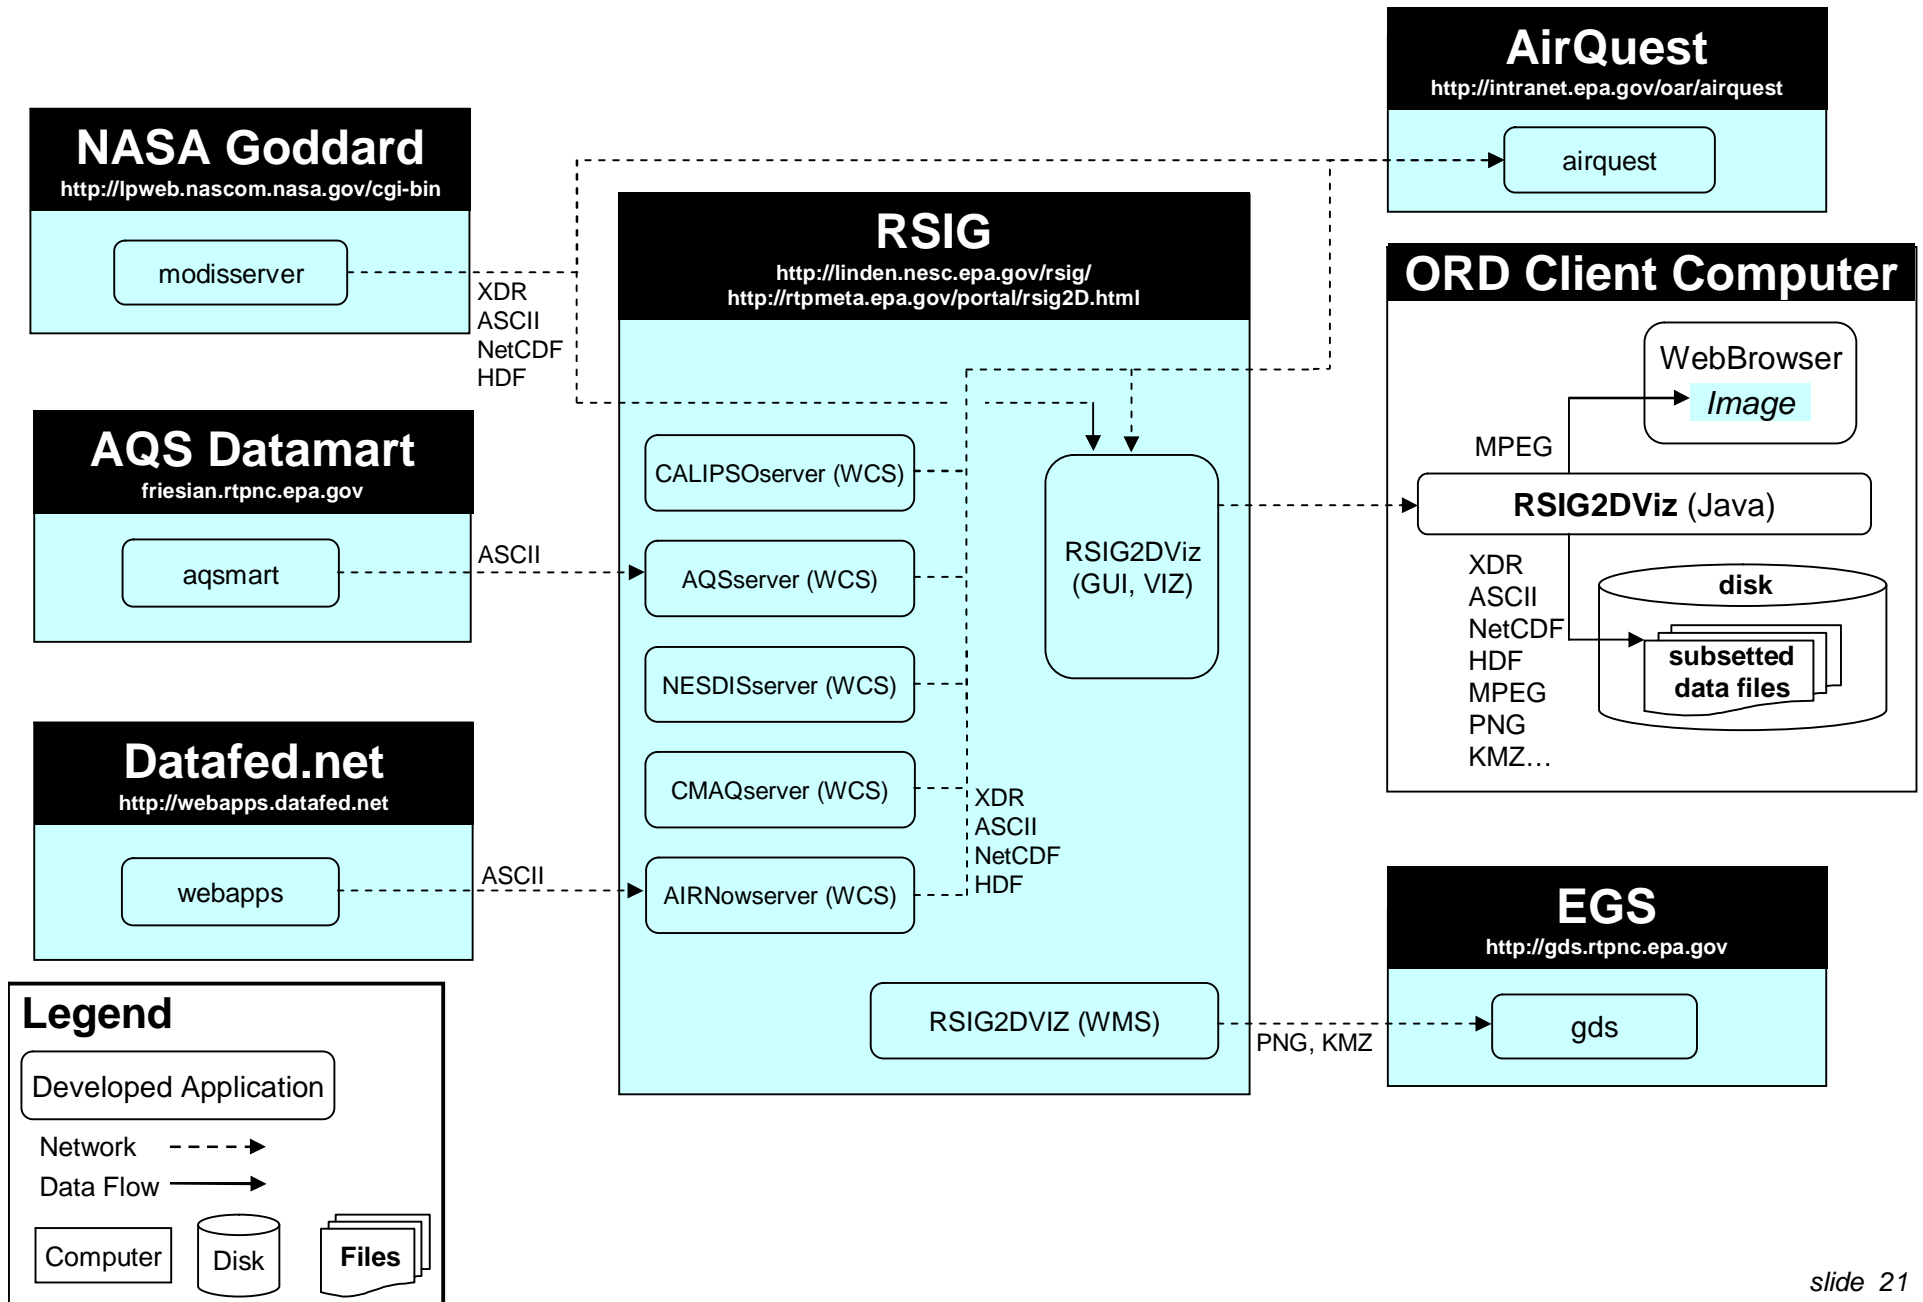 NASA Goddard
http://lpweb.nascom.nasa.gov/cgi-bin
modisserver
XDR
ASCII
NetCDF
HDF
AQS Datamart
friesian.rtpnc.epa.gov
aqsmart
ASCII
Datafed.net
http://webapps.datafed.net
webapps
ASCII
RSIG
http://linden.nesc.epa.gov/rsig/
http://rtpmeta.epa.gov/portal/rsig2D.html
CALIPSOserver (WCS)
AQSserver (WCS)
NESDISserver (WCS)
CMAQserver (WCS)
AIRNowserver (WCS)
XDR
ASCII
NetCDF
HDF
RSIG2DViz
(GUI, VIZ)
RSIG2DVIZ (WMS)
PNG, KMZ
AirQuest
http://intranet.epa.gov/oar/airquest
airquest
ORD Client Computer
WebBrowser
Image
MPEG
RSIG2DViz (Java)
XDR
ASCII
NetCDF
HDF
MPEG
PNG
KMZ…
disk
subsetted
data files
EGS
http://gds.rtpnc.epa.gov
gds
Legend
Developed Application
Network
Data Flow
Computer
Disk
Files
slide 21